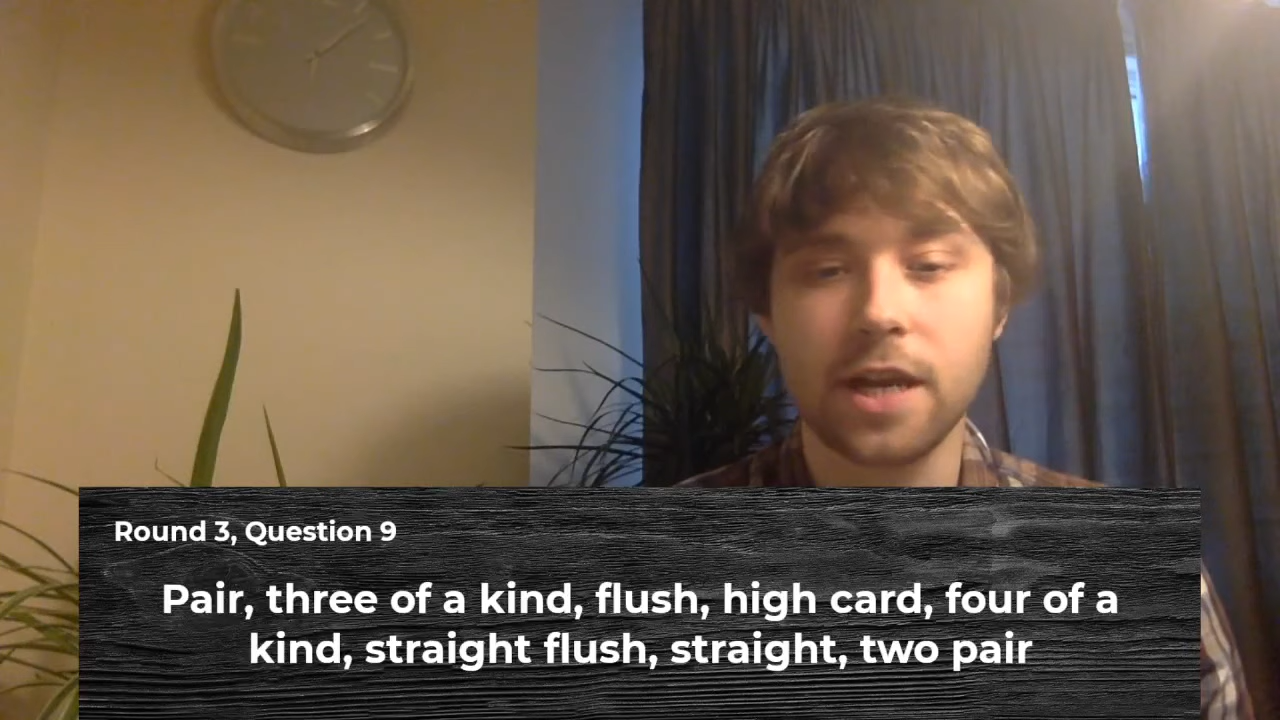 Round 3, Question 9
Pair, three of a kind, flush, high card, four of a
kind, straight flush, straight, two pair